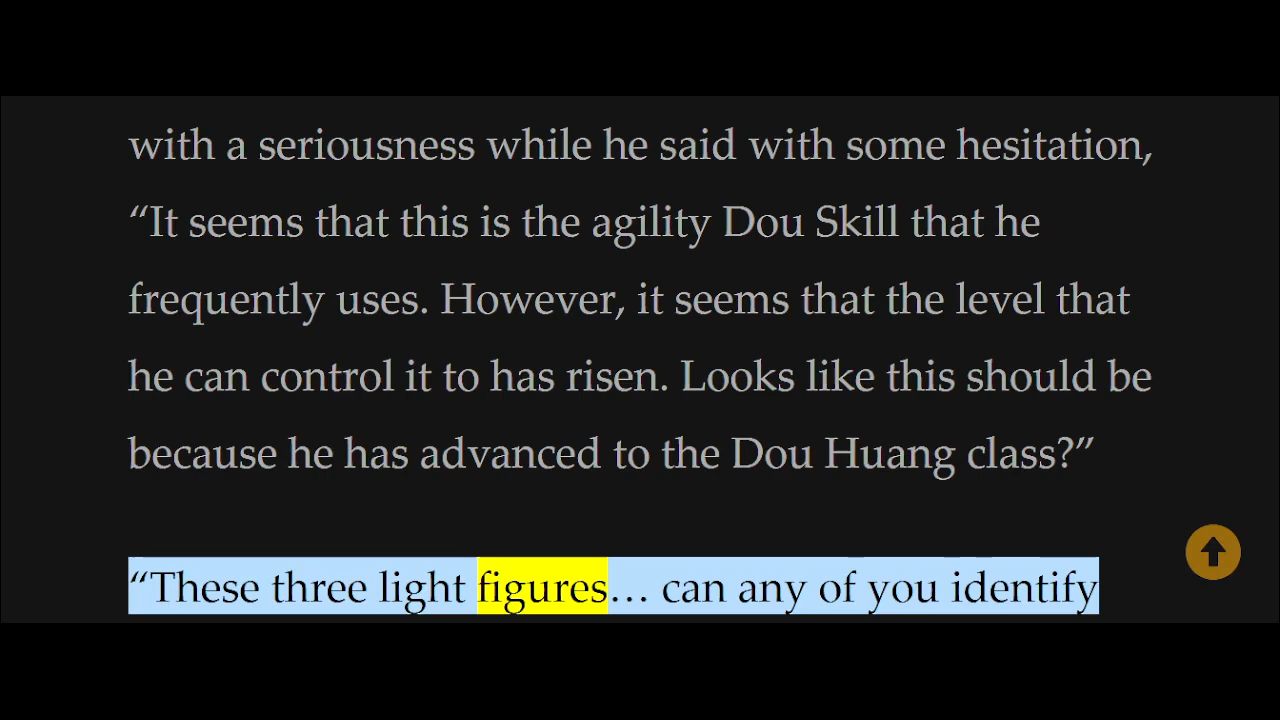 with a seriousness while he said with some hesitation,
“It seems that this is the agility Dou Skill that he
frequently uses. However, it seems that the level that
he can control it to has risen. Looks like this should be
because he has advanced to the Dou Huang class?”
“These three light figures… can any of you identify